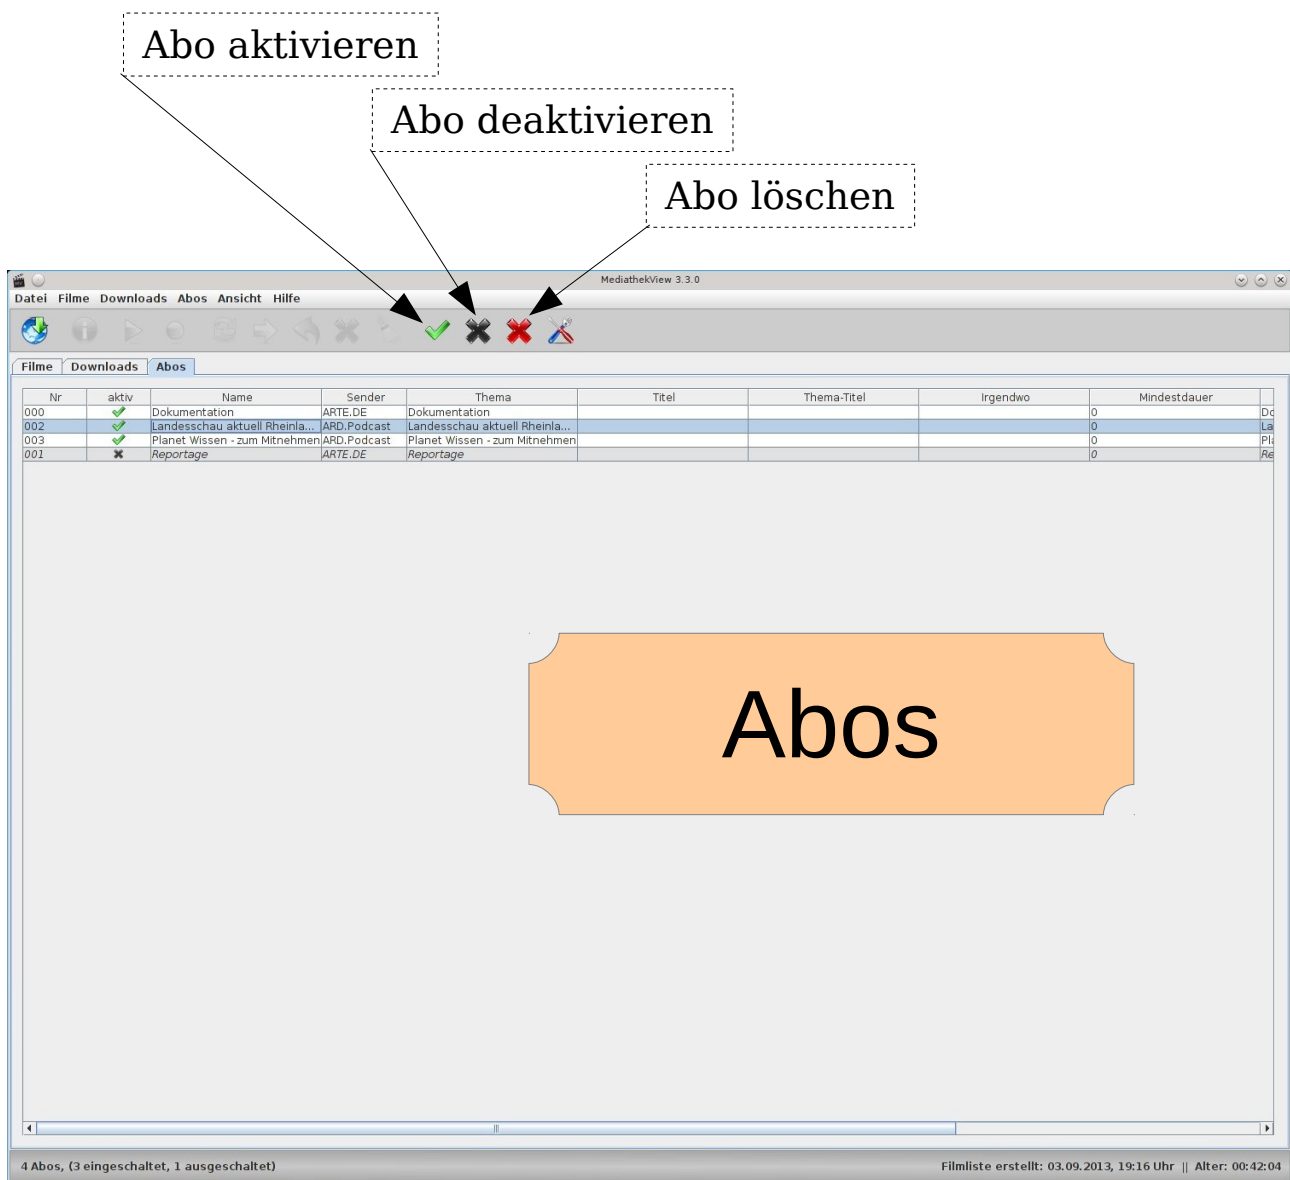 Abo aktivieren
Abo deaktivieren
Abo löschen
MediathekView 3.3.0
Datei Filme Downloads Abos Ansicht Hilfe
Filme Downloads Abos
Nr aktiv Name Sender Thema Titel Thema-Titel Irgendwo Mindestdauer
000 Dokumentation ARTE.DE Dokumentation 0 Do
002 Landesschau aktuell Rheinla... ARD.Podcast Landesschau aktuell Rheinla... 0 La
003 Planet Wissen - zum Mitnehmen ARD.Podcast Planet Wissen - zum Mitnehmen 0 Pla
001 Reportage ARTE.DE Reportage 0 Re
Abos
4 Abos, (3 eingeschaltet, 1 ausgeschaltet) Filmliste erstellt: 03.09.2013, 19:16 Uhr || Alter: 00:42:04